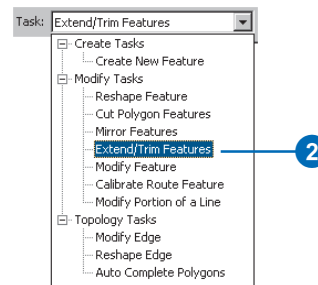 Task: Extend/Trim Features
Create Tasks
Create New Feature
Modify Tasks
Reshape Feature
Cut Polygon Features
Mirror Features
Extend/Trim Features
2
Modify Feature
Calibrate Route Feature
Modify Portion of a Line
Topology Tasks
Modify Edge
Reshape Edge
Auto Complete Polygons